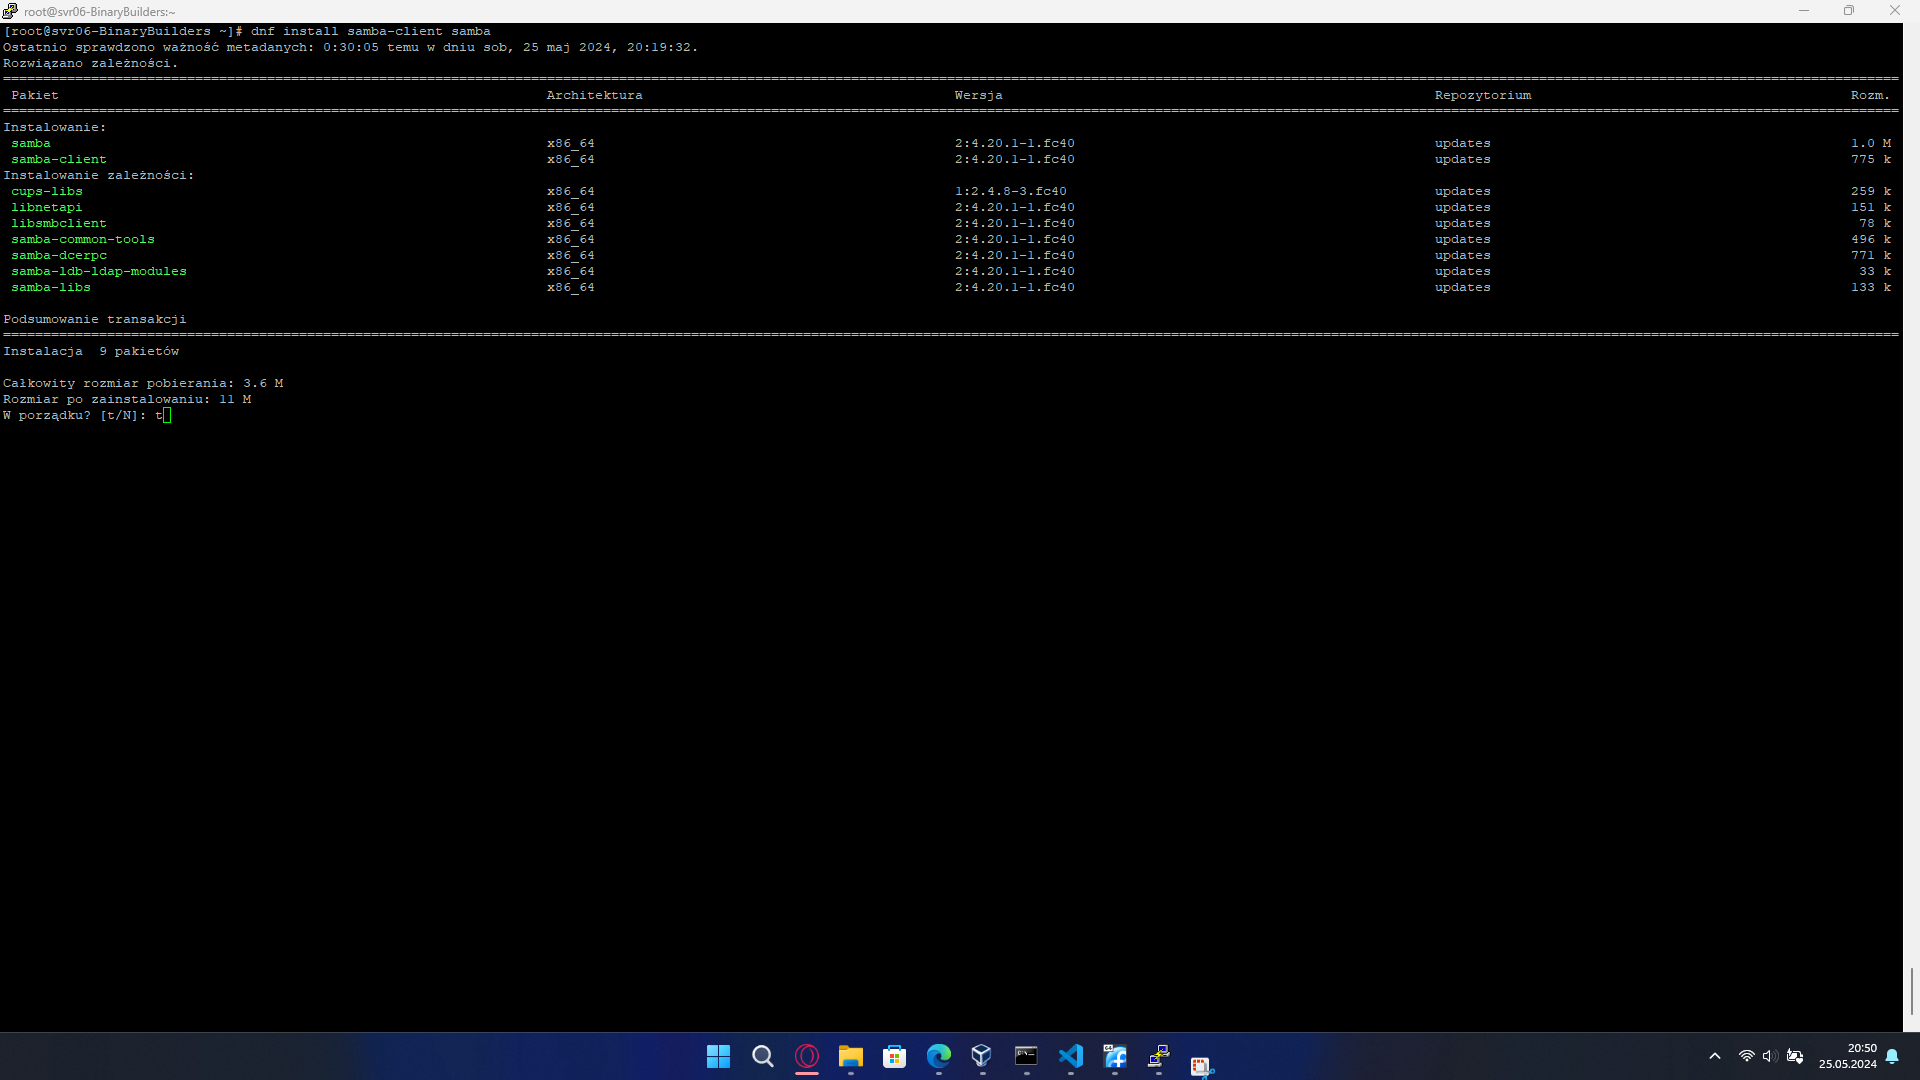 root@svr06-BinaryBuilders:~
[root@svr06-BinaryBuilders ~]# dnf install samba-client samba
Ostatnio sprawdzono ważność metadanych: 0:30:05 temu w dniu sob, 25 maj 2024, 20:19:32.
Rozwiązano zależności.
Pakiet Architektura Wersja Repozytorium Rozm.
Instalowanie:
samba x86_64 2:4.20.1-1.fc40 updates 1.0 M
samba-client x86_64 2:4.20.1-1.fc40 updates 775 k
Instalowanie zależności:
cups-libs x86_64 1:2.4.8-3.fc40 updates 259 k
libnetapi x86_64 2:4.20.1-1.fc40 updates 151 k
libsmbclient x86_64 2:4.20.1-1.fc40 updates 78 k
samba-common-tools x86_64 2:4.20.1-1.fc40 updates 496 k
samba-dcerpc x86_64 2:4.20.1-1.fc40 updates 771 k
samba-ldb-ldap-modules x86_64 2:4.20.1-1.fc40 updates 33 k
samba-libs x86_64 2:4.20.1-1.fc40 updates 133 k
Podsumowanie transakcji
Instalacja 9 pakietów
Całkowity rozmiar pobierania: 3.6 M
Rozmiar po zainstalowaniu: 11 M
W porządku? [t/N]: t
20:50
25.05.2024